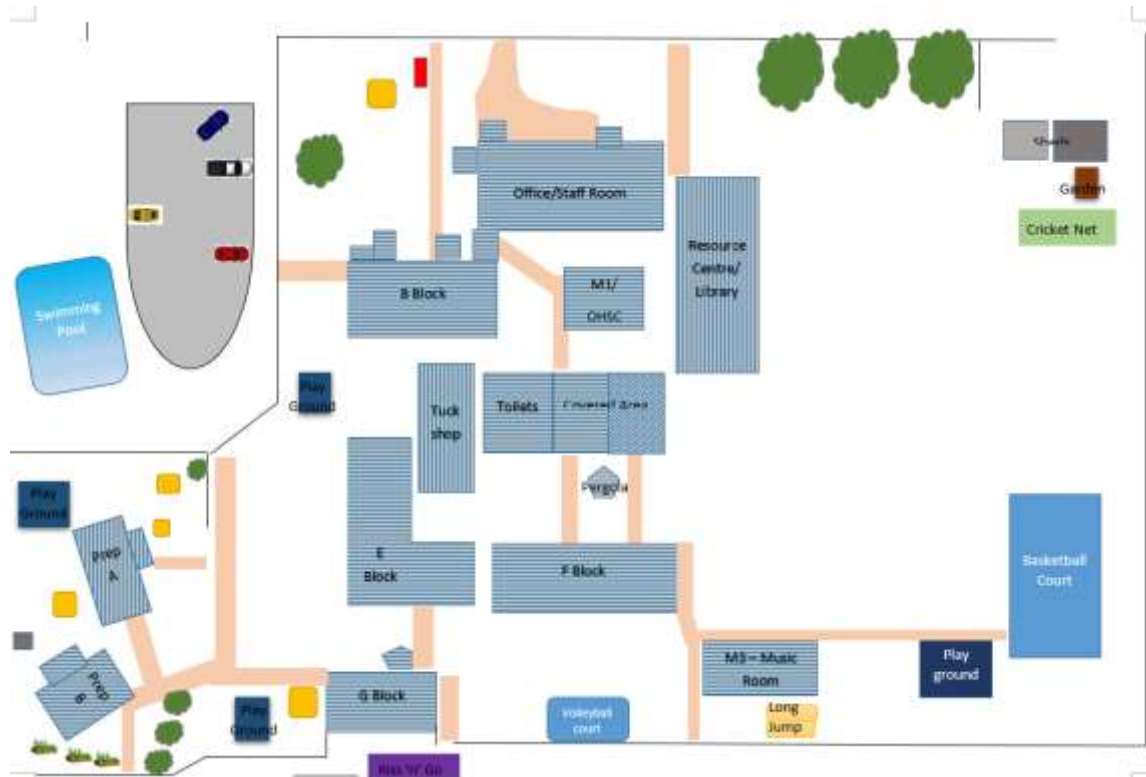 Office/Staff Room
Garden
Cricket Net
Resource
Centre/
Library
B Block
M1/
OHSC
Swimming
Pool
Play
Ground
Tuck
shop
Toilets
Covered Area
Pergola
Play
Ground
Prep
A
E
Block
F Block
Basketball
Court
M3 – Music
Room
Play
ground
Prep
B
G Block
Play
Ground
Volleyball
court
Long
Jump
Kiss 'n' Go